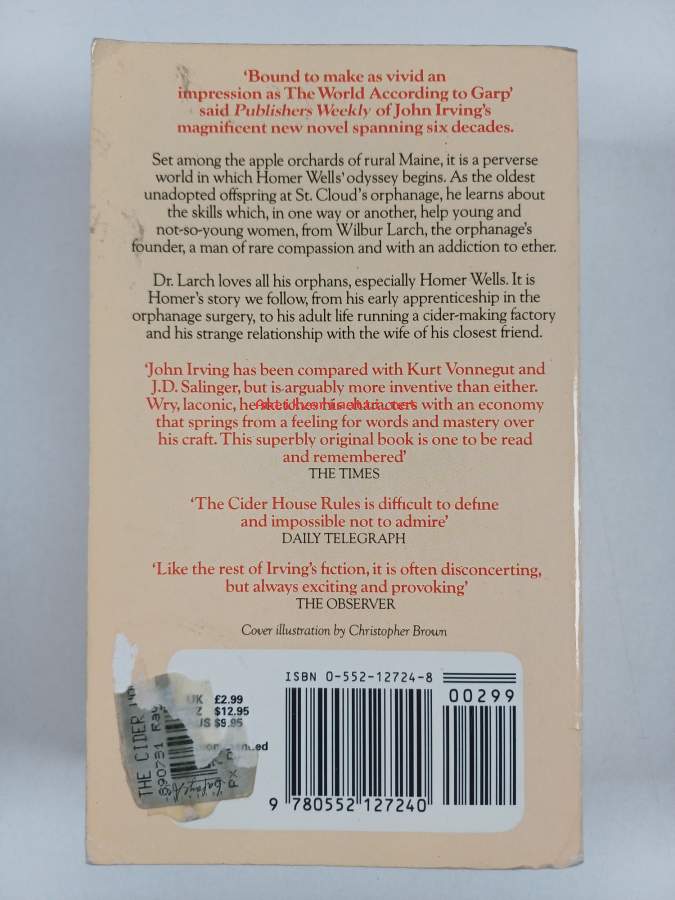 ‘Bound to make as vivid an
impression as The World According to Garp’
said Publishers Weekly of John Irving’s
magnificent new novel spanning six decades.
Set among the apple orchards of rural Maine, it is a perverse
world in which Homer Wells’ odyssey begins. As the oldest
unadopted offspring at St. Cloud’s orphanage, he learns about
the skills which, in one way or another, help young and
not-so-young women, from Wilbur Larch, the orphanage’s
founder, a man of rare compassion and with an addiction to ether.
Dr. Larch loves all his orphans, especially Homer Wells. It is
Homer’s story we follow, from his early apprenticeship in the
orphanage surgery, to his adult life running a cider-making factory
and his strange relationship with the wife of his closest friend.
‘John Irving has been compared with Kurt Vonnegut and
J.D. Salinger, but is arguably more inventive than either.
Wry, laconic, he sketches his characters with an economy
that springs from a feeling for words and mastery over
his craft. This superbly original book is one to be read
and remembered’
THE TIMES
‘The Cider House Rules is difficult to define
and impossible not to admire’
DAILY TELEGRAPH
‘Like the rest of Irving’s fiction, it is often disconcerting,
but always exciting and provoking’
THE OBSERVER
Cover illustration by Christopher Brown
ISBN 0-552-12724-8
00299
UK £2.99
Z $12.95
US $9.95
9 780552 127240
THE CIDER
890731